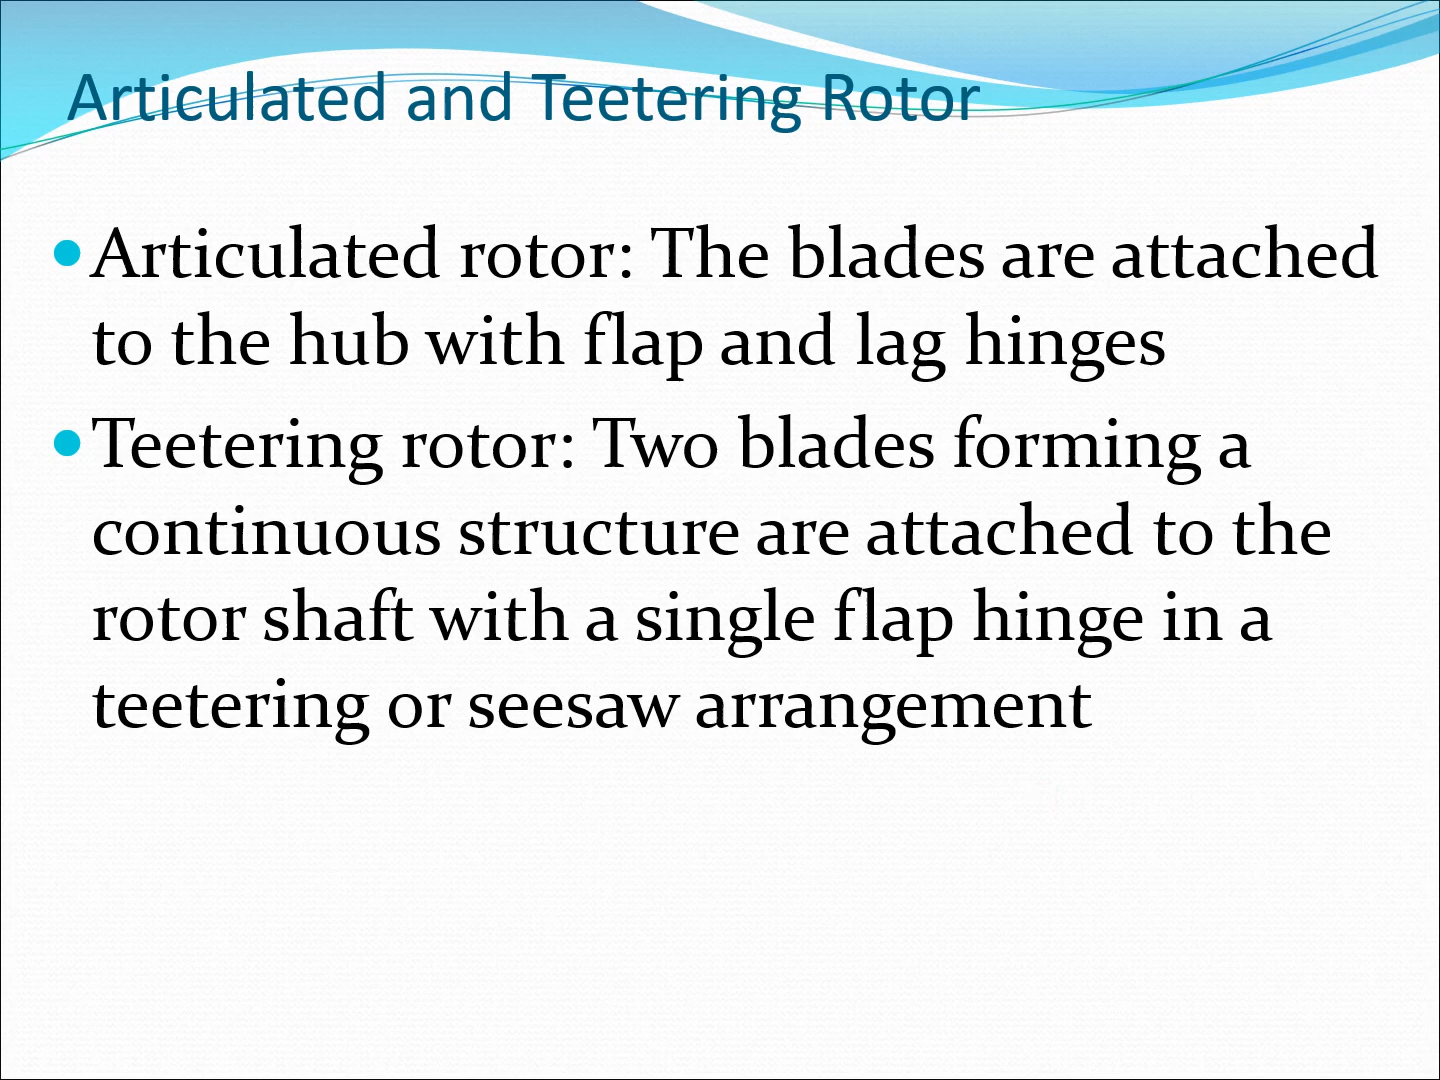 Articulated and Teetering Rotor
Articulated rotor: The blades are attached
to the hub with flap and lag hinges
Teetering rotor: Two blades forming a
continuous structure are attached to the
rotor shaft with a single flap hinge in a
teetering or seesaw arrangement